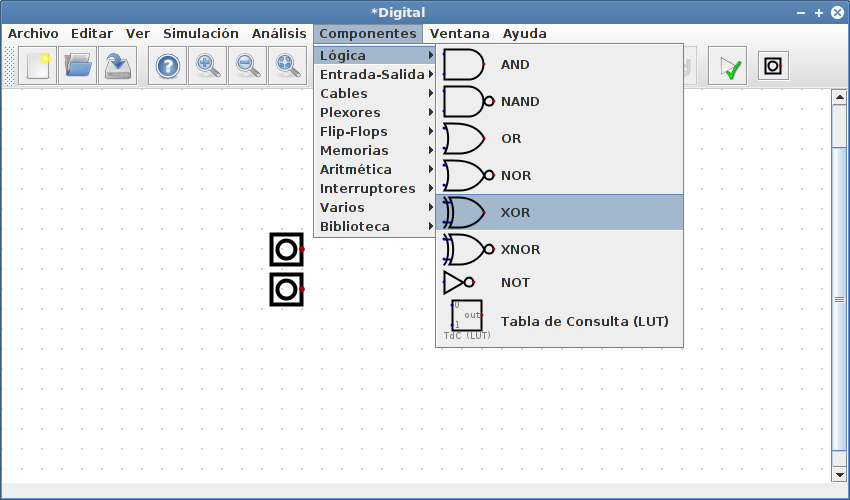 *Digital
Archivo Editar Ver Simulación Análisis Componentes Ventana Ayuda
Lógica
Entrada-Salida
Cables
Plexores
Flip-Flops
Memorias
Aritmética
Interruptores
Varios
Biblioteca
AND
NAND
OR
NOR
XOR
XNOR
NOT
0
out
1
TdC (LUT)
Tabla de Consulta (LUT)